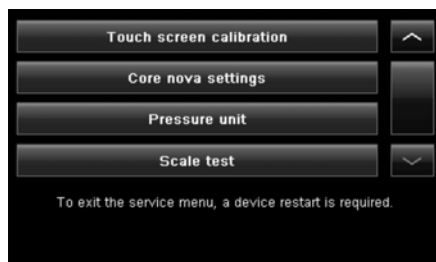 Touch screen calibration
Core nova settings
Pressure unit
Scale test
To exit the service menu, a device restart is required.